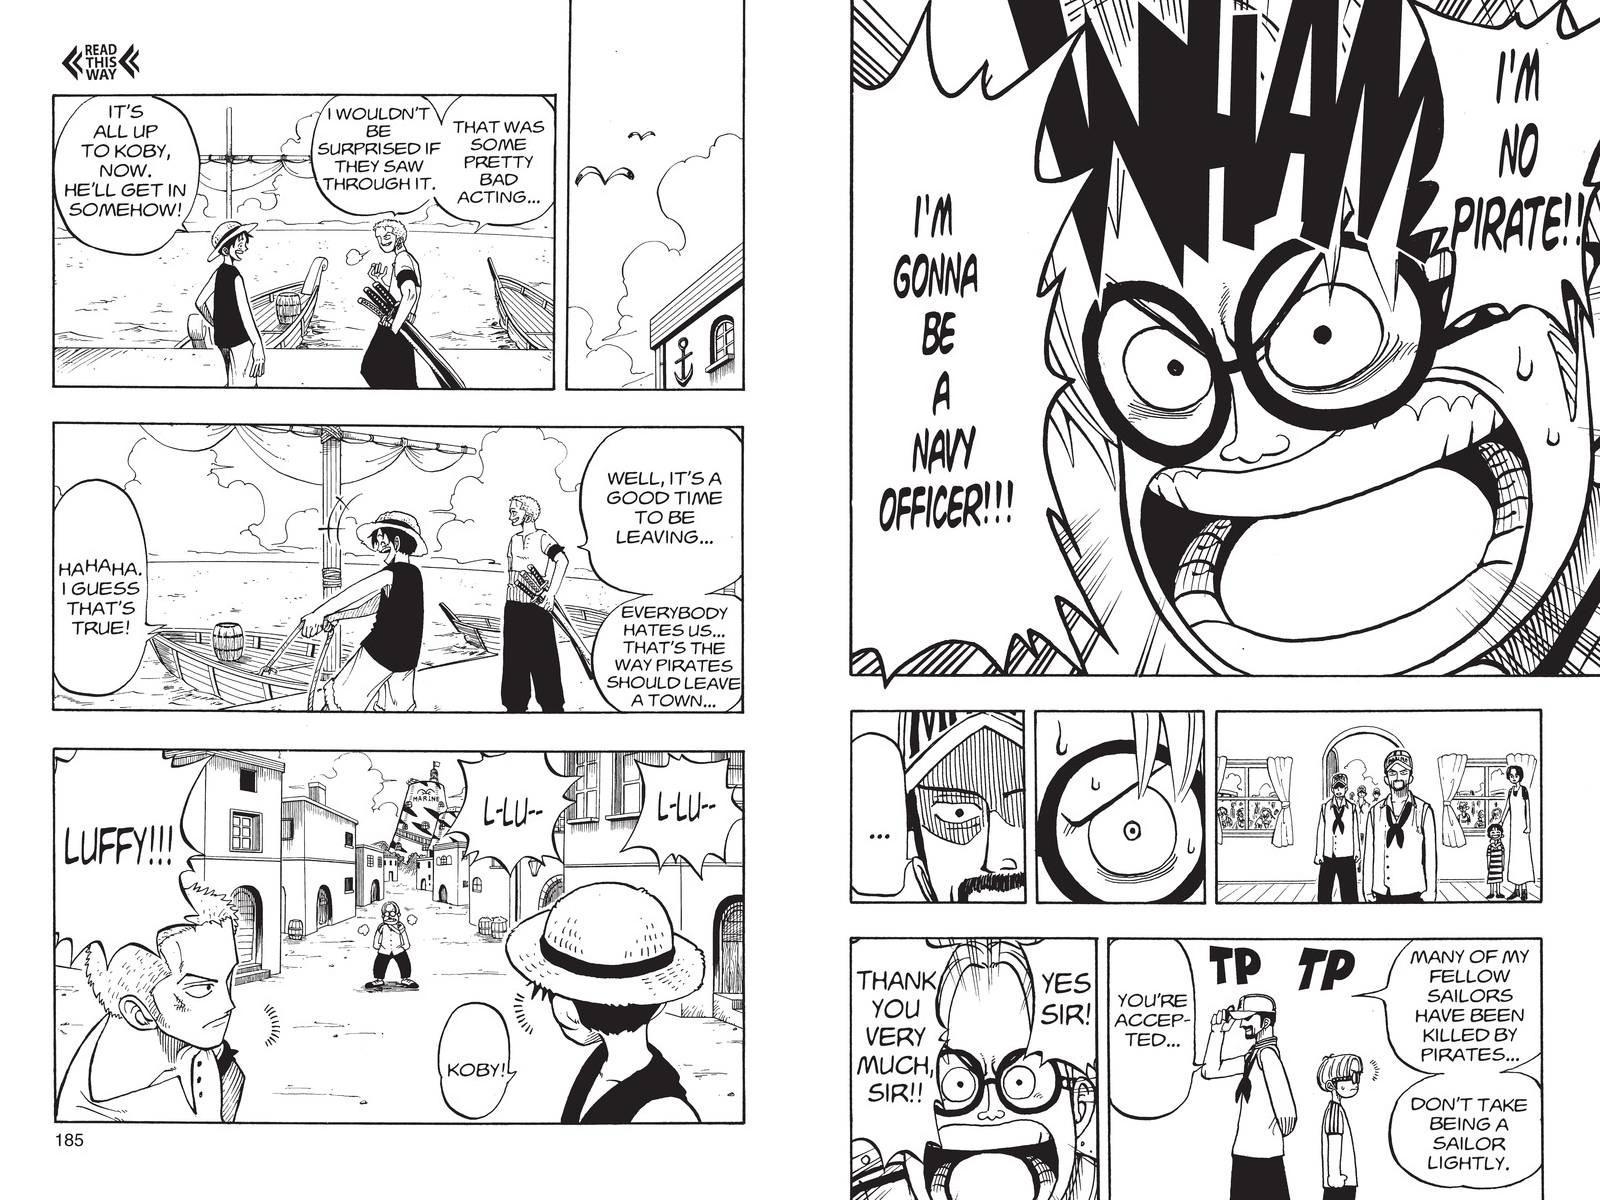 I'M
NO
PIRATE!!
WHAM
I'M
GONNA
BE
A
NAVY
OFFICER!!!
MARINE
...
MANY OF MY
FELLOW
SAILORS
HAVE BEEN
KILLED BY
PIRATES...
DON'T TAKE
BEING A
SAILOR
LIGHTLY.
TP TP
YOU'RE
ACCEP-
TED...
YES
SIR!
THANK
YOU
VERY
MUCH,
SIR!!
READ
THIS
WAY
THAT WAS
SOME
PRETTY
BAD
ACTING...
I WOULDN'T
BE
SURPRISED IF
THEY SAW
THROUGH IT.
IT'S
ALL UP
TO KOBY,
NOW.
HE'LL GET IN
SOMEHOW!
WELL, IT'S A
GOOD TIME
TO BE
LEAVING...
EVERYBODY
HATES US...
THAT'S THE
WAY PIRATES
SHOULD LEAVE
A TOWN...
HAHAHA.
I GUESS
THAT'S
TRUE!
L-LU--
L-LU--
MARINE
LUFFY!!!
KOBY!
185